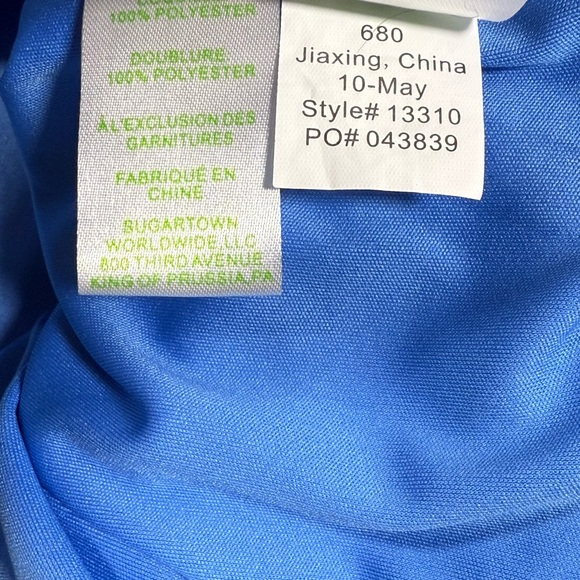 100% POLYESTER
DOUBLURE
100% POLYESTER
À L'EXCLUSION DES
GARNITURES
FABRIQUÉ EN
CHINE
SUGARTOWN
WORLDWIDE, LLC
800 THIRD AVENUE
KING OF PRUSSIA, PA
680
Jiaxing, China
10-May
Style# 13310
PO# 043839